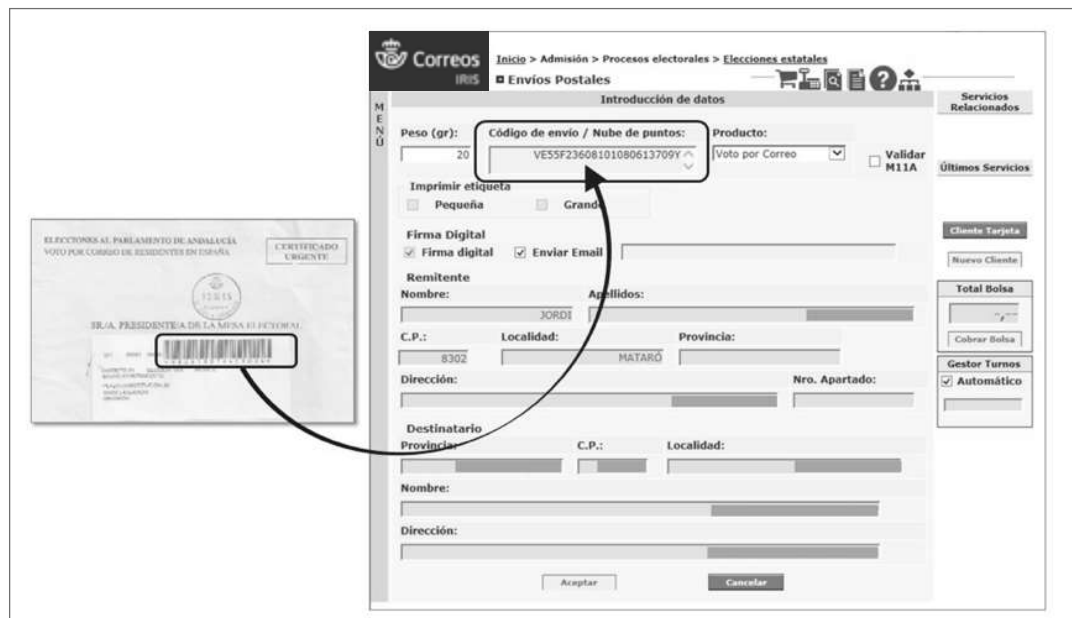 Correos
IRIS
Inicio > Admisión > Procesos electorales > Elecciones estatales
Envíos Postales
MENÚ
Introducción de datos
Servicios
Relacionados
Peso (gr):
Código de envío / Nube de puntos:
Producto:
20
VE55F23608101080613709Y
Voto por Correo
Validar
M11A
Últimos Servicios
Imprimir etiqueta
Pequeña
Grande
Firma Digital
Firma digital
Enviar Email
Cliente Tarjeta
Nuevo Cliente
Remitente
Nombre:
Apellidos:
JORDI
Total Bolsa
-,--
Cobrar Bolsa
C.P.:
Localidad:
Provincia:
8302
MATARÓ
Gestor Turnos
Automático
Dirección:
Nro. Apartado:
Destinatario
Provincia:
C.P.:
Localidad:
Nombre:
Dirección:
Aceptar
Cancelar
ELECCIONES AL PARLAMENTO DE ANDALUCÍA
VOTO POR CORREO DE RESIDENTES EN ESPAÑA
CERTIFICADO
URGENTE
SR./A. PRESIDENTE/A DE LA MESA ELECTORAL